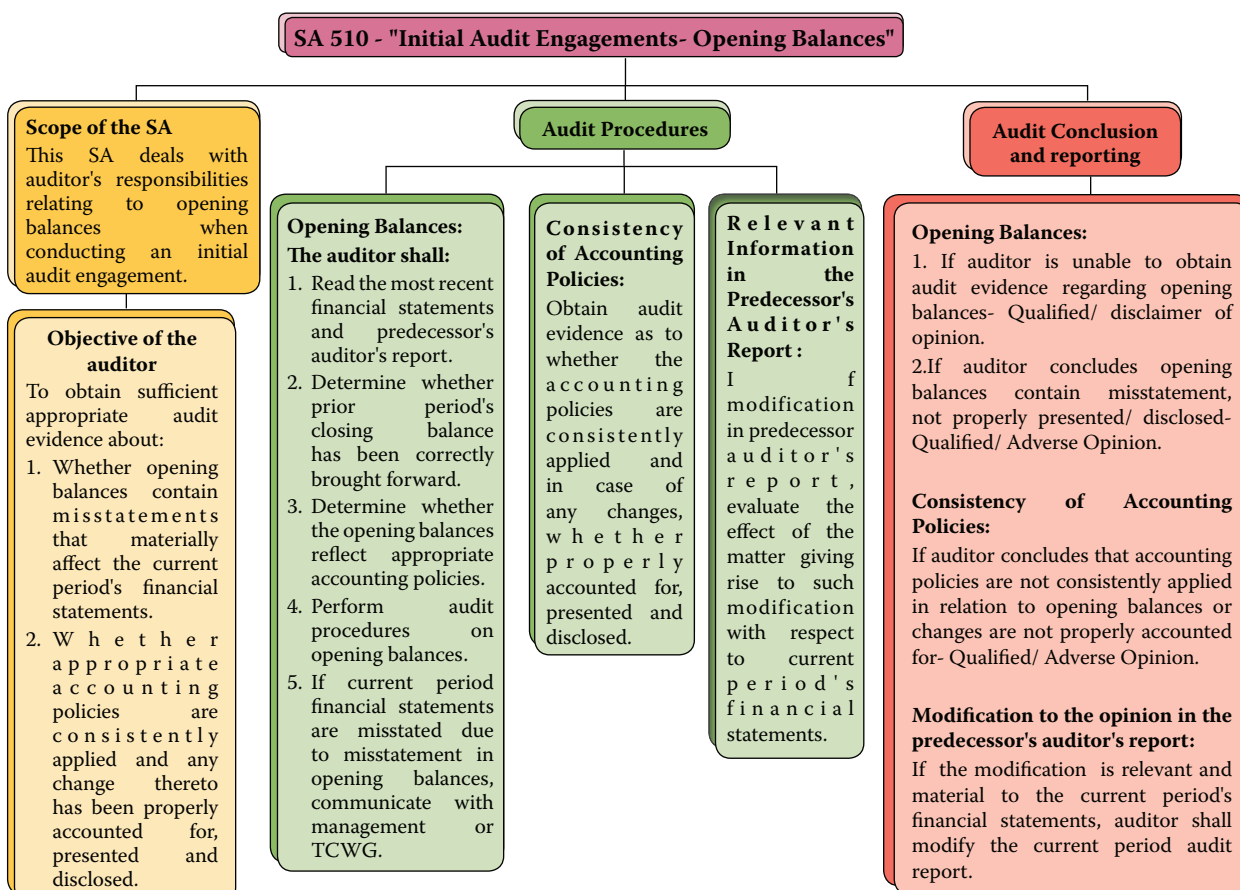 SA 510 - "Initial Audit Engagements- Opening Balances"
Scope of the SA
This SA deals with
auditor's responsibilities
relating to opening
balances when
conducting an initial
audit engagement.
Objective of the
auditor
To obtain sufficient
appropriate audit
evidence about:
1. Whether opening
balances contain
misstatements
that materially
affect the current
period's financial
statements.
2. Whether
appropriate
accounting
policies are
consistently
applied and any
change thereto
has been properly
accounted for,
presented and
disclosed.
Audit Procedures
Opening Balances:
The auditor shall:
1. Read the most recent
financial statements
and predecessor's
auditor's report.
2. Determine whether
prior period's
closing balance
has been correctly
brought forward.
3. Determine whether
the opening balances
reflect appropriate
accounting policies.
4. Perform audit
procedures on
opening balances.
5. If current period
financial statements
are misstated due
to misstatement in
opening balances,
communicate with
management or
TCWG.
Consistency
of Accounting
Policies:
Obtain audit
evidence as to
whether the
accounting
policies are
consistently
applied and
in case of
any changes,
whether
properly
accounted for,
presented and
disclosed.
Relevant
Information
in the
Predecessor's
Auditor's
Report :
If
modification
in predecessor
auditor's
report,
evaluate the
effect of the
matter giving
rise to such
modification
with respect
to current
period's
financial
statements.
Audit Conclusion
and reporting
Opening Balances:
1. If auditor is unable to obtain
audit evidence regarding opening
balances- Qualified/ disclaimer of
opinion.
2.If auditor concludes opening
balances contain misstatement,
not properly presented/ disclosed-
Qualified/ Adverse Opinion.
Consistency of Accounting
Policies:
If auditor concludes that accounting
policies are not consistently applied
in relation to opening balances or
changes are not properly accounted
for- Qualified/ Adverse Opinion.
Modification to the opinion in the
predecessor's auditor's report:
If the modification is relevant and
material to the current period's
financial statements, auditor shall
modify the current period audit
report.